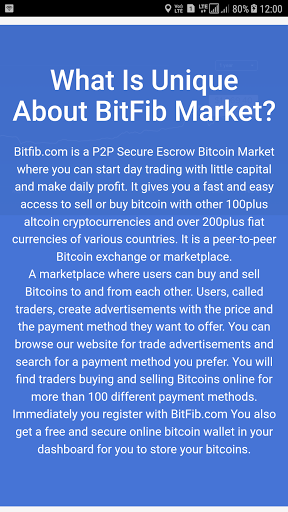 80% 12:00
What Is Unique
About BitFib Market?
Bitfib.com is a P2P Secure Escrow Bitcoin Market
where you can start day trading with little capital
and make daily profit. It gives you a fast and easy
access to sell or buy bitcoin with other 100plus
altcoin cryptocurrencies and over 200plus fiat
currencies of various countries. It is a peer-to-peer
Bitcoin exchange or marketplace.
A marketplace where users can buy and sell
Bitcoins to and from each other. Users, called
traders, create advertisements with the price and
the payment method they want to offer. You can
browse our website for trade advertisements and
search for a payment method you prefer. You will
find traders buying and selling Bitcoins online for
more than 100 different payment methods.
Immediately you register with BitFib.com You also
get a free and secure online bitcoin wallet in your
dashboard for you to store your bitcoins.